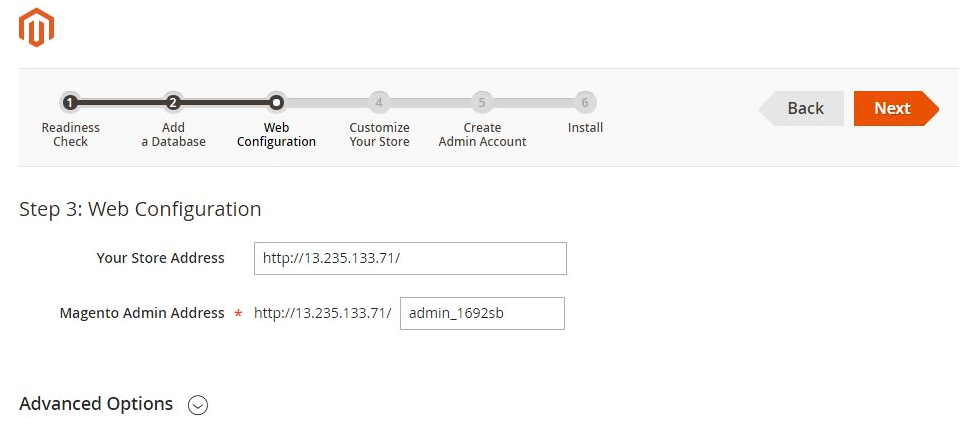 1 2 4 5 6
Readiness Check
Add a Database
Web Configuration
Customize Your Store
Create Admin Account
Install
Back
Next
Step 3: Web Configuration
Your Store Address http://13.235.133.71/
Magento Admin Address * http://13.235.133.71/ admin_1692sb
Advanced Options